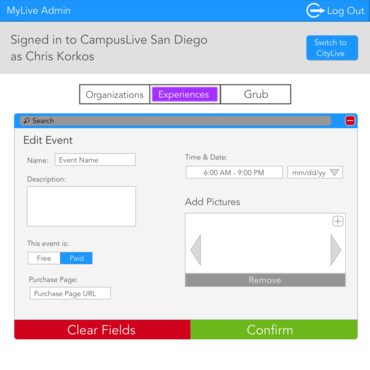 MyLive Admin
Log Out
Signed in to CampusLive San Diego
as Chris Korkos
Switch to
CityLive
Organizations
Experiences
Grub
Search
Edit Event
Name:
Event Name
Time & Date:
6:00 AM - 9:00 PM
mm/dd/yy
Description:
Add Pictures
This event is:
Free
Paid
Remove
Purchase Page:
Purchase Page URL
Clear Fields
Confirm